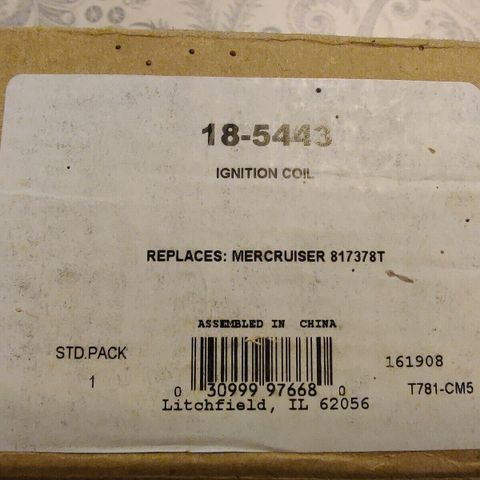 18-5443
IGNITION COIL
REPLACES: MERCRUISER 817378T
ASSEMBLED IN CHINA
STD.PACK
1
161908
T781-CM5
0 30999 97668 0
Litchfield, IL 62056